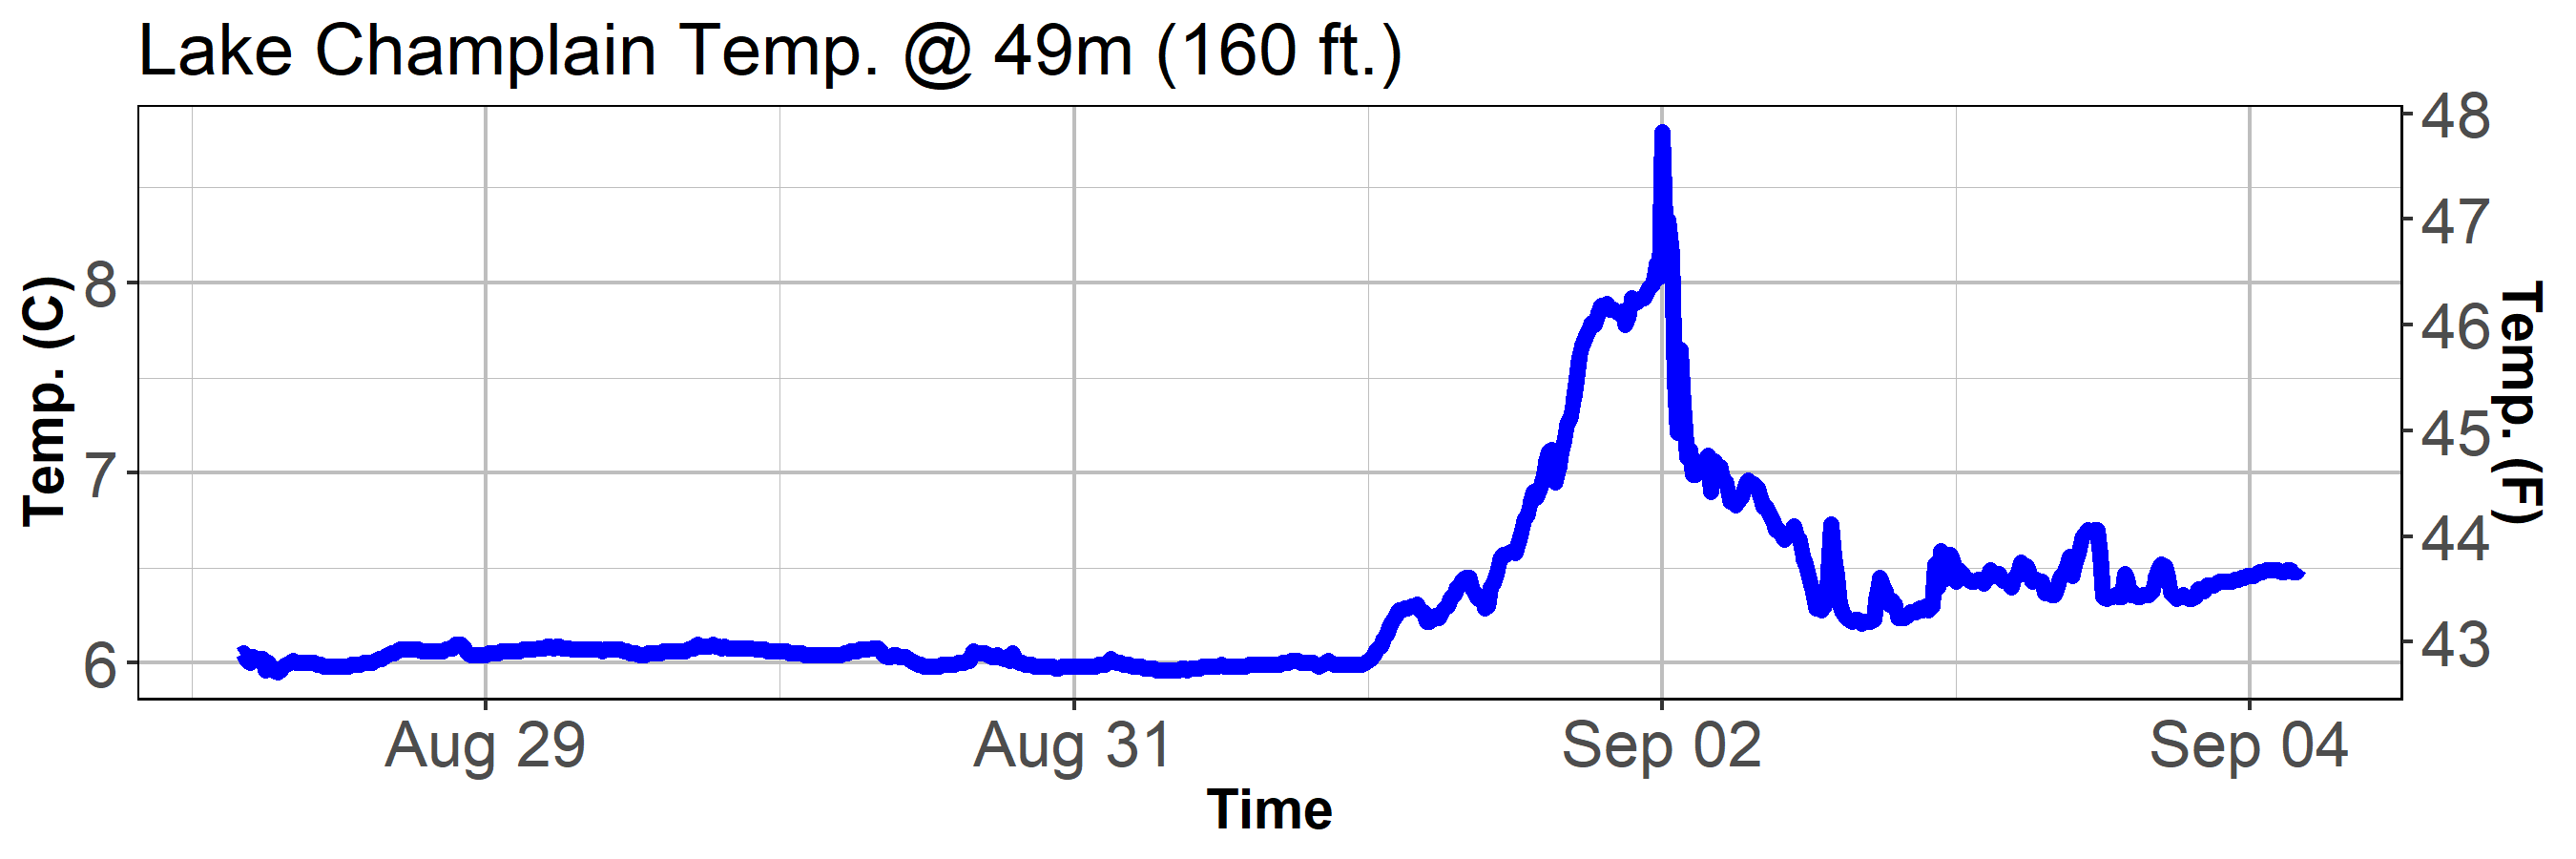 Lake Champlain Temp. @ 49m (160 ft.)
48
47
8
46
Temp. (C)
Temp. (F)
45
7
44
43
6
Aug 29 Aug 31 Sep 02 Sep 04
Time